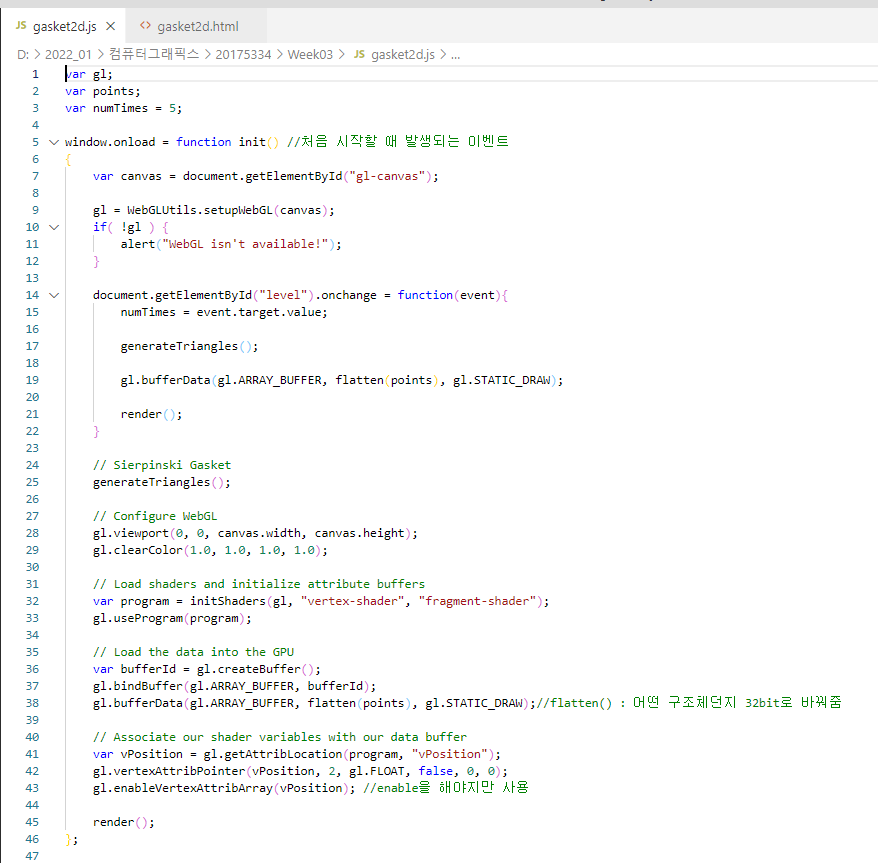 JS gasket2d.js × <> gasket2d.html
D: > 2022_01 > 컴퓨터그래픽스 > 20175334 > Week03 > JS gasket2d.js > ...
1 var gl;
2 var points;
3 var numTimes = 5;
4
5 window.onload = function init() //처음 시작할 때 발생되는 이벤트
6 {
7 var canvas = document.getElementById("gl-canvas");
8
9 gl = WebGLUtils.setupWebGL(canvas);
10 if( !gl ) {
11 alert("WebGL isn't available!");
12 }
13
14 document.getElementById("level").onchange = function(event){
15 numTimes = event.target.value;
16
17 generateTriangles();
18
19 gl.bufferData(gl.ARRAY_BUFFER, flatten(points), gl.STATIC_DRAW);
20
21 render();
22 }
23
24 // Sierpinski Gasket
25 generateTriangles();
26
27 // Configure WebGL
28 gl.viewport(0, 0, canvas.width, canvas.height);
29 gl.clearColor(1.0, 1.0, 1.0, 1.0);
30
31 // Load shaders and initialize attribute buffers
32 var program = initShaders(gl, "vertex-shader", "fragment-shader");
33 gl.useProgram(program);
34
35 // Load the data into the GPU
36 var bufferId = gl.createBuffer();
37 gl.bindBuffer(gl.ARRAY_BUFFER, bufferId);
38 gl.bufferData(gl.ARRAY_BUFFER, flatten(points), gl.STATIC_DRAW);//flatten() : 어떤 구조체던지 32bit로 바꿔줌
39
40 // Associate our shader variables with our data buffer
41 var vPosition = gl.getAttribLocation(program, "vPosition");
42 gl.vertexAttribPointer(vPosition, 2, gl.FLOAT, false, 0, 0);
43 gl.enableVertexAttribArray(vPosition); //enable을 해야지만 사용
44
45 render();
46 };
47